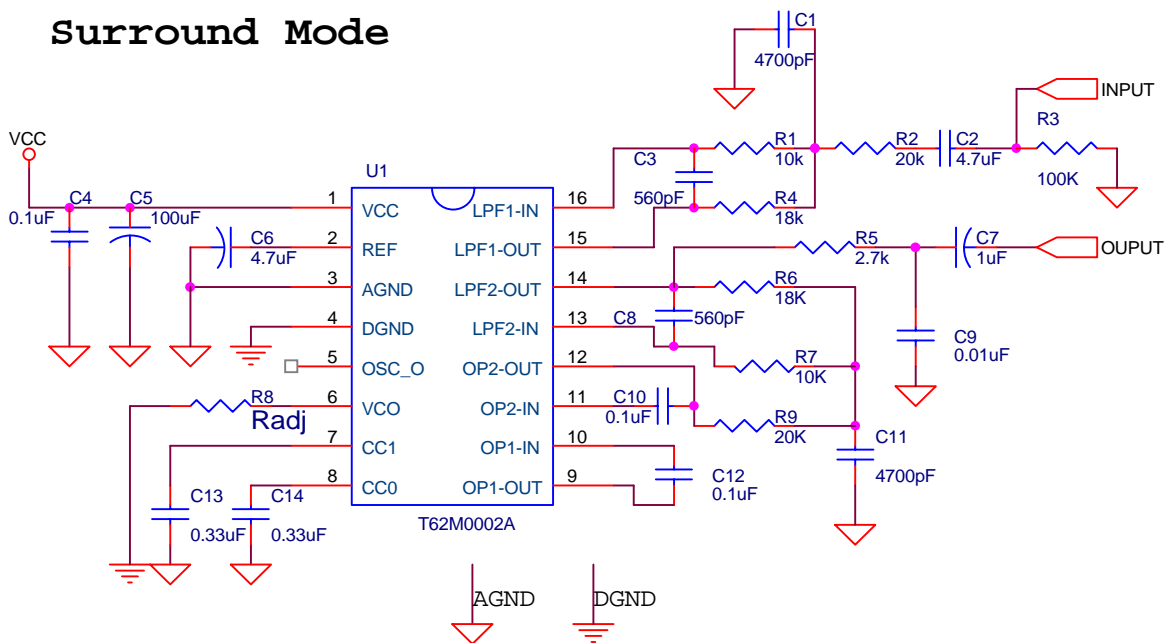 Surround Mode
C1
4700pF
INPUT
R3
100K
R1
10k
R2
20k
C2
4.7uF
C3
560pF
R4
18k
VCC
C4
0.1uF
C5
100uF
C6
4.7uF
U1
1 VCC LPF1-IN 16
2 REF LPF1-OUT 15
3 AGND LPF2-OUT 14
4 DGND LPF2-IN 13
5 OSC_O OP2-OUT 12
6 VCO OP2-IN 11
7 CC1 OP1-IN 10
8 CC0 OP1-OUT 9
T62M0002A
R5
2.7k
C7
1uF
OUPUT
R6
18K
C8
560pF
C9
0.01uF
R7
10K
C10
0.1uF
R9
20K
C11
4700pF
C12
0.1uF
R8
Radj
C13
0.33uF
C14
0.33uF
AGND
DGND